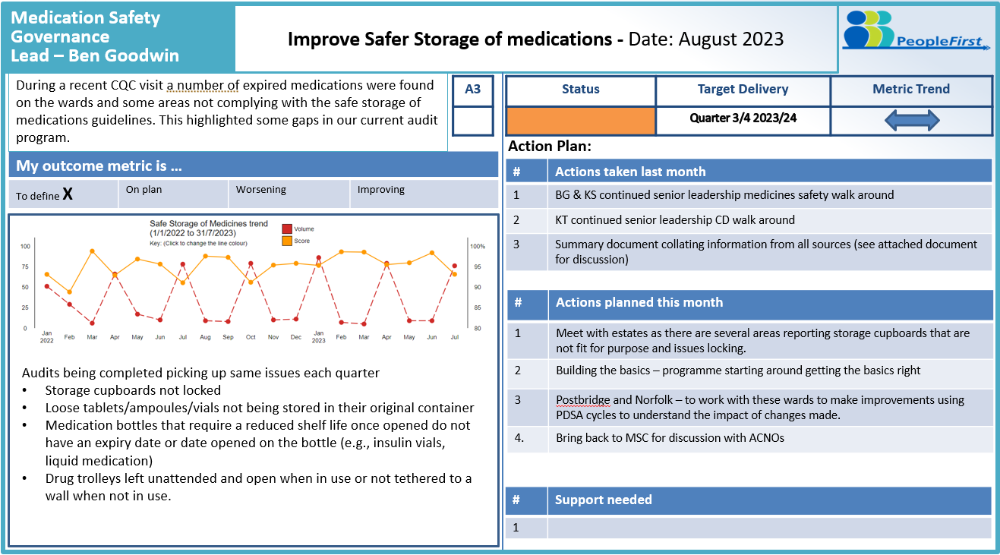 Medication Safety
Governance
Lead – Ben Goodwin
Improve Safer Storage of medications - Date: August 2023
PeopleFirst
During a recent CQC visit a number of expired medications were found
on the wards and some areas not complying with the safe storage of
medications guidelines. This highlighted some gaps in our current audit
program.
A3
Status
Target Delivery
Metric Trend
Quarter 3/4 2023/24
My outcome metric is …
To define X
On plan
Worsening
Improving
Safe Storage of Medicines trend
(1/1/2022 to 31/7/2023)
Key: (Click to change the line colour)
Volume
Score
100
75
50
25
0
100%
95
90
85
80
Jan Feb Mar Apr May Jun Jul Aug Sep Oct Nov Dec Jan Feb Mar Apr May Jun Jul
2022 2023
Audits being completed picking up same issues each quarter
• Storage cupboards not locked
• Loose tablets/ampoules/vials not being stored in their original container
• Medication bottles that require a reduced shelf life once opened do not
have an expiry date or date opened on the bottle (e.g., insulin vials,
liquid medication)
• Drug trolleys left unattended and open when in use or not tethered to a
wall when not in use.
Action Plan:
# Actions taken last month
1 BG & KS continued senior leadership medicines safety walk around
2 KT continued senior leadership CD walk around
3 Summary document collating information from all sources (see attached document
for discussion)
# Actions planned this month
1 Meet with estates as there are several areas reporting storage cupboards that are
not fit for purpose and issues locking.
2 Building the basics – programme starting around getting the basics right
3 Postbridge and Norfolk – to work with these wards to make improvements using
PDSA cycles to understand the impact of changes made.
4. Bring back to MSC for discussion with ACNOs
# Support needed
1